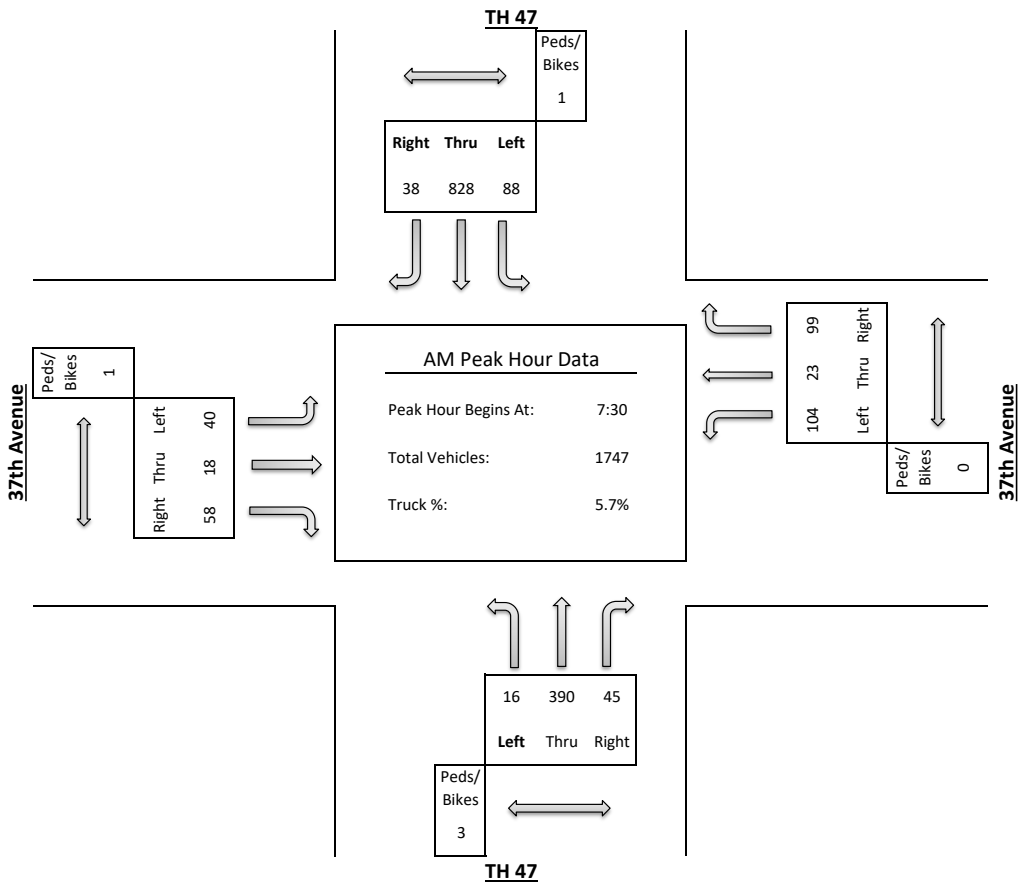 TH 47
Peds/
Bikes
1
Right Thru Left
38 828 88
37th Avenue
Peds/
Bikes
1
Left
40
Thru
18
Right
58
AM Peak Hour Data
Peak Hour Begins At: 7:30
Total Vehicles: 1747
Truck %: 5.7%
99
Right
23
Thru
104
Left
Peds/
Bikes
0
37th Avenue
16 390 45
Left Thru Right
Peds/
Bikes
3
TH 47